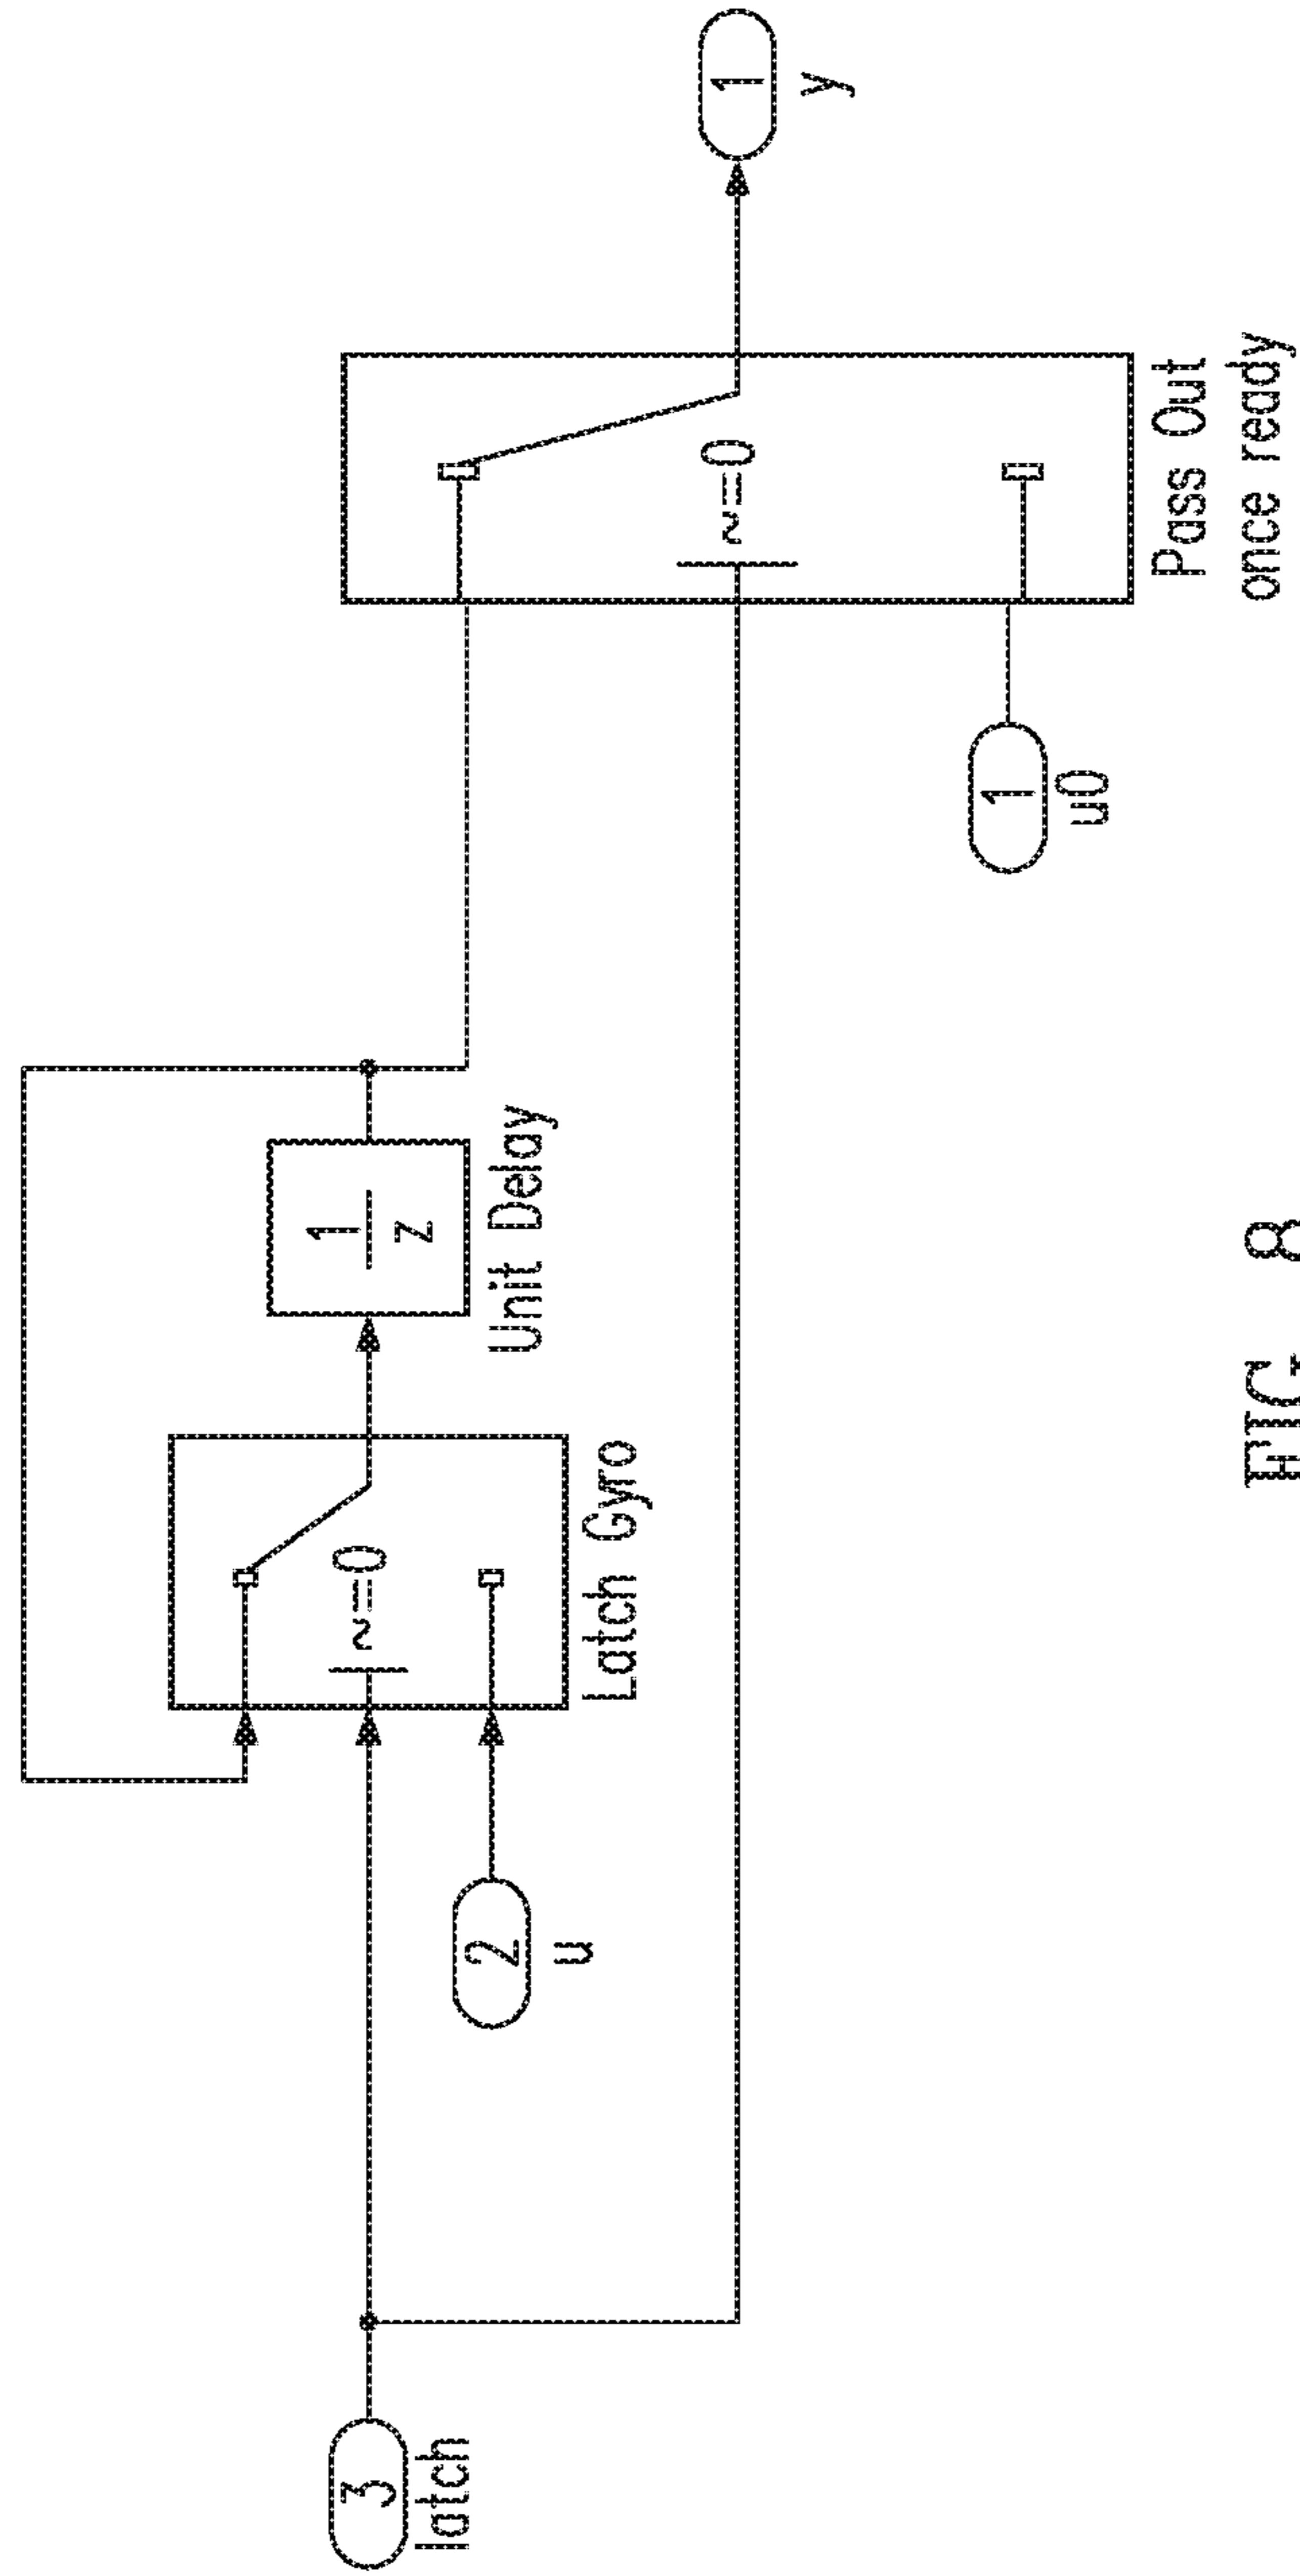 3
latch
2
u
~=0
Latch Gyro
1
z
Unit Delay
1
u0
~=0
Pass Out
once ready
1
y
FIG. 8